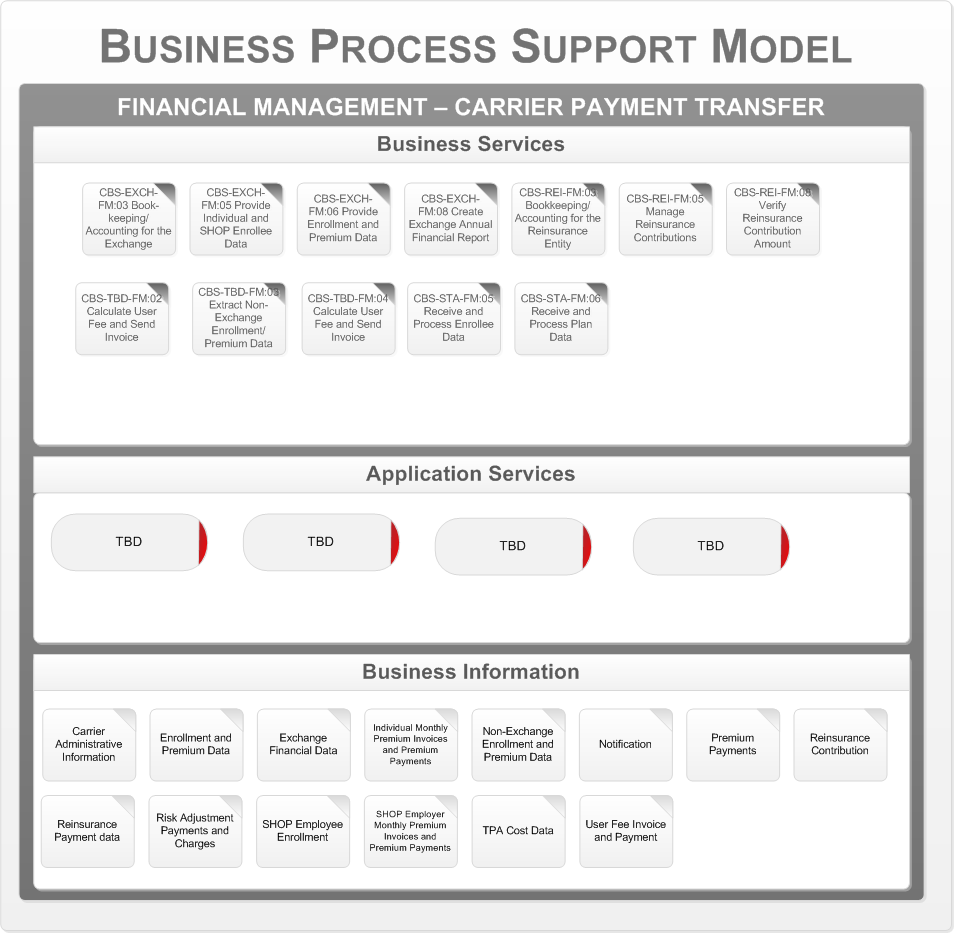 BUSINESS PROCESS SUPPORT MODEL
FINANCIAL MANAGEMENT – CARRIER PAYMENT TRANSFER
Business Services
CBS-EXCH-
FM:03 Book-
keeping/
Accounting for the
Exchange
CBS-EXCH-
FM:05 Provide
Individual and
SHOP Enrollee
Data
CBS-EXCH-
FM:06 Provide
Enrollment and
Premium Data
CBS-EXCH-
FM:08 Create
Exchange Annual
Financial Report
CBS-REI-FM:03
Bookkeeping/
Accounting for the
Reinsurance
Entity
CBS-REI-FM:05
Manage
Reinsurance
Contributions
CBS-REI-FM:08
Verify
Reinsurance
Contribution
Amount
CBS-TBD-FM:02
Calculate User
Fee and Send
Invoice
CBS-TBD-FM:03
Extract Non-
Exchange
Enrollment/
Premium Data
CBS-TBD-FM:04
Calculate User
Fee and Send
Invoice
CBS-STA-FM:05
Receive and
Process Enrollee
Data
CBS-STA-FM:06
Receive and
Process Plan
Data
Application Services
TBD
TBD
TBD
TBD
Business Information
Carrier
Administrative
Information
Enrollment and
Premium Data
Exchange
Financial Data
Individual Monthly
Premium Invoices
and Premium
Payments
Non-Exchange
Enrollment and
Premium Data
Notification
Premium
Payments
Reinsurance
Contribution
Reinsurance
Payment data
Risk Adjustment
Payments and
Charges
SHOP Employee
Enrollment
SHOP Employer
Monthly Premium
Invoices and
Premium Payments
TPA Cost Data
User Fee Invoice
and Payment